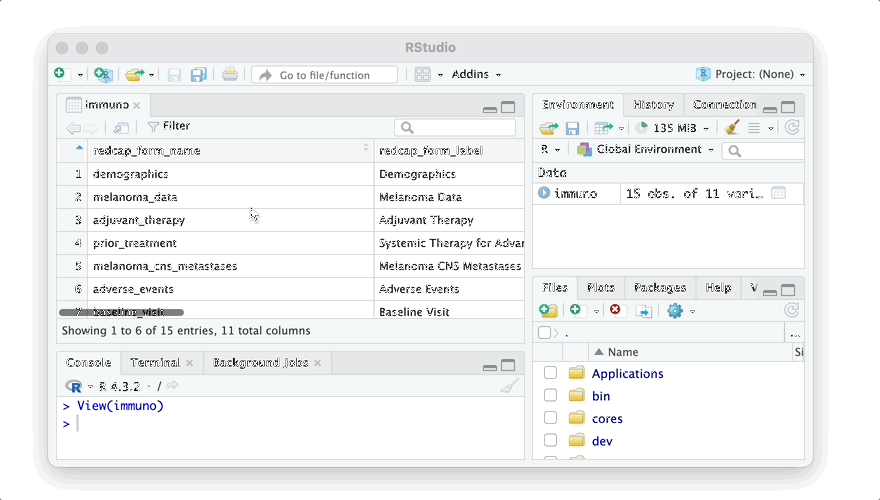 RStudio
Go to file/function
Addins
Project: (None)
immuno
Filter
redcap_form_name redcap_form_label
1 demographics Demographics
2 melanoma_data Melanoma Data
3 adjuvant_therapy Adjuvant Therapy
4 prior_treatment Systemic Therapy for Advar
5 melanoma_cns_metastases Melanoma CNS Metastases
6 adverse_events Adverse Events
7 baseline_visit Baseline Visit
Showing 1 to 6 of 15 entries, 11 total columns
Console Terminal Background Jobs
R 4.3.2 · /
> View(immuno)
>
Environment History Connection
135 MiB
R Global Environment
Data
immuno 15 obs. of 11 vari…
Files Plots Packages Help V
. ...
Name Si
Applications
bin
cores
dev